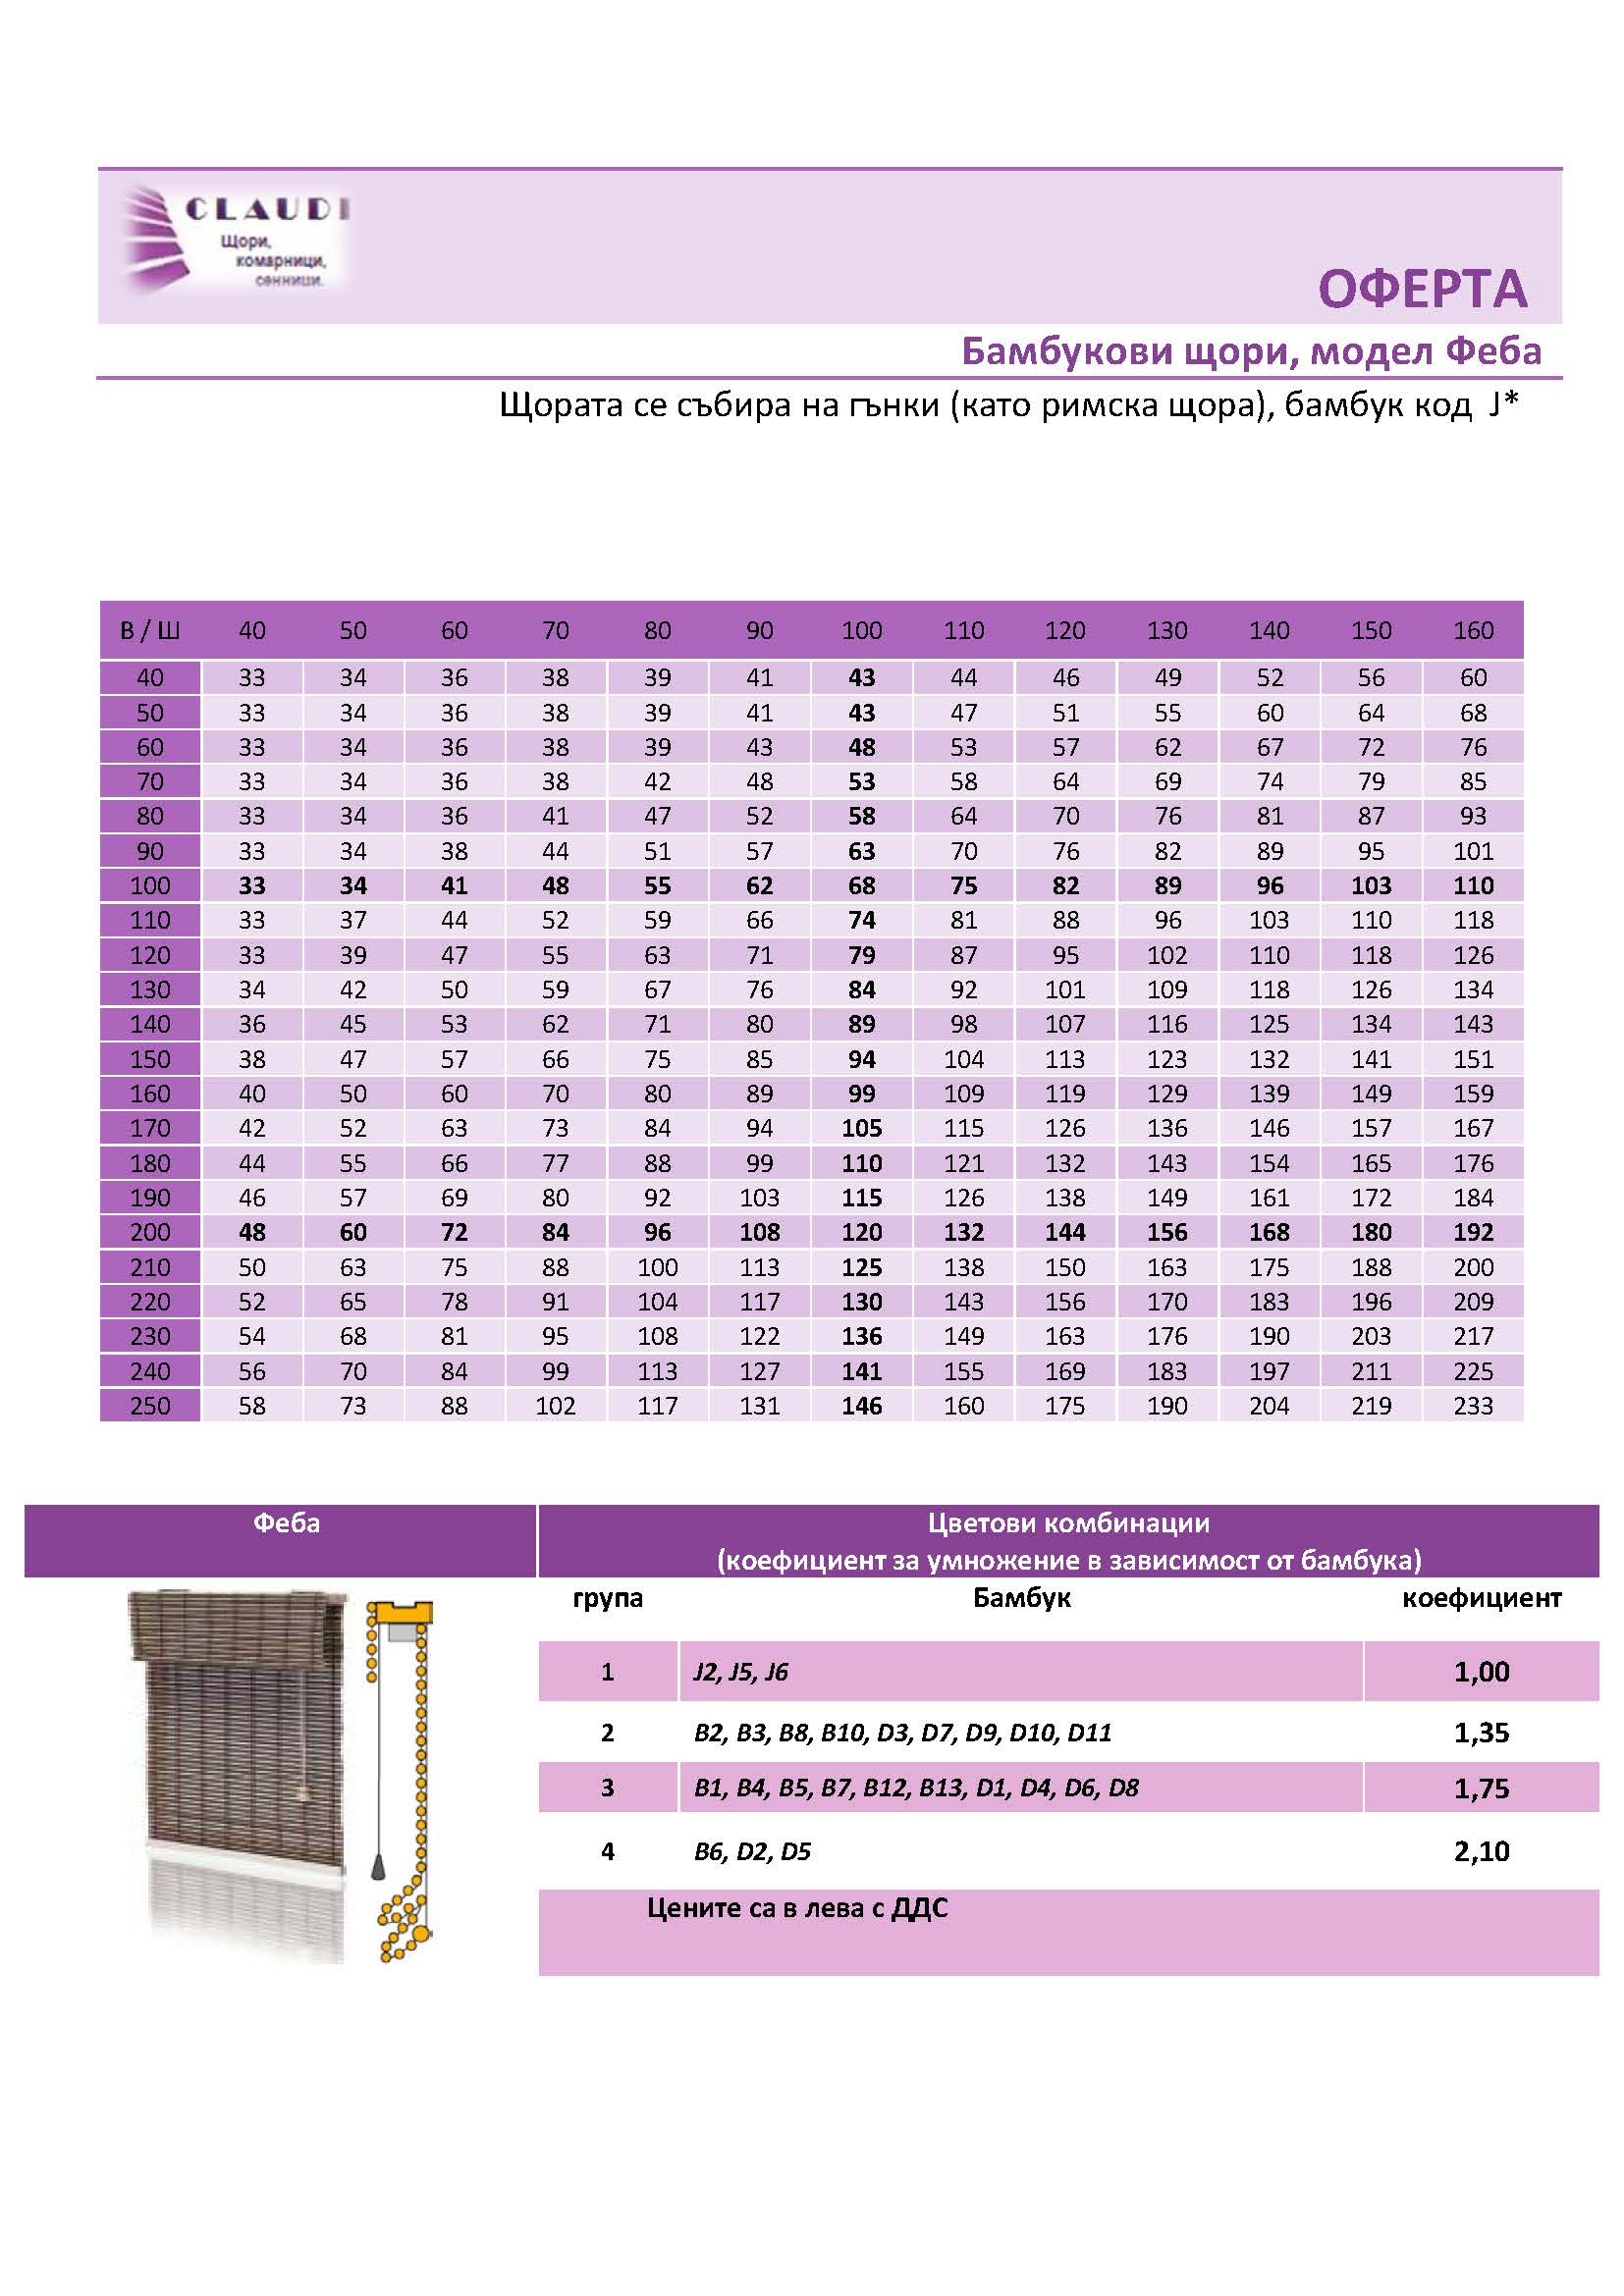 CLAUDI
Щори,
комарници,
сенници.
ОФЕРТА
Бамбукови щори, модел Феба
Щората се събира на гънки (като римска щора), бамбук код J*
В / Ш 40 50 60 70 80 90 100 110 120 130 140 150 160
40 33 34 36 38 39 41 43 44 46 49 52 56 60
50 33 34 36 38 39 41 43 47 51 55 60 64 68
60 33 34 36 38 39 43 48 53 57 62 67 72 76
70 33 34 36 38 42 48 53 58 64 69 74 79 85
80 33 34 36 41 47 52 58 64 70 76 81 87 93
90 33 34 38 44 51 57 63 70 76 82 89 95 101
100 33 34 41 48 55 62 68 75 82 89 96 103 110
110 33 37 44 52 59 66 74 81 88 96 103 110 118
120 33 39 47 55 63 71 79 87 95 102 110 118 126
130 34 42 50 59 67 76 84 92 101 109 118 126 134
140 36 45 53 62 71 80 89 98 107 116 125 134 143
150 38 47 57 66 75 85 94 104 113 123 132 141 151
160 40 50 60 70 80 89 99 109 119 129 139 149 159
170 42 52 63 73 84 94 105 115 126 136 146 157 167
180 44 55 66 77 88 99 110 121 132 143 154 165 176
190 46 57 69 80 92 103 115 126 138 149 161 172 184
200 48 60 72 84 96 108 120 132 144 156 168 180 192
210 50 63 75 88 100 113 125 138 150 163 175 188 200
220 52 65 78 91 104 117 130 143 156 170 183 196 209
230 54 68 81 95 108 122 136 149 163 176 190 203 217
240 56 70 84 99 113 127 141 155 169 183 197 211 225
250 58 73 88 102 117 131 146 160 175 190 204 219 233
Феба
Цветови комбинации
(коефициент за умножение в зависимост от бамбука)
група Бамбук коефициент
1 J2, J5, J6 1,00
2 B2, B3, B8, B10, D3, D7, D9, D10, D11 1,35
3 B1, B4, B5, B7, B12, B13, D1, D4, D6, D8 1,75
4 B6, D2, D5 2,10
Цените са в лева с ДДС